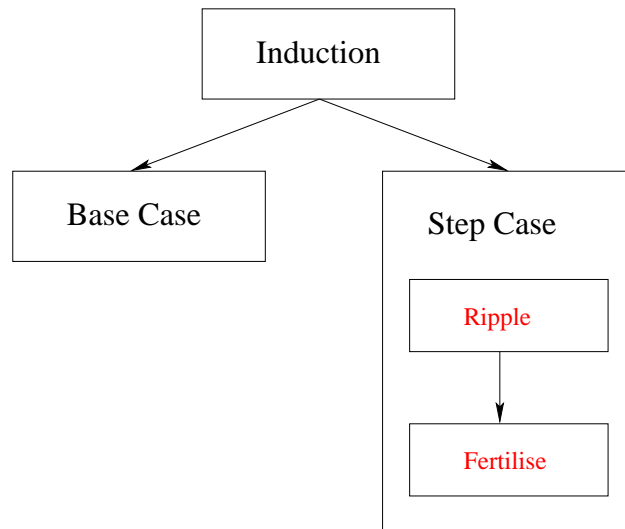 Induction
Base Case
Step Case
Ripple
Fertilise